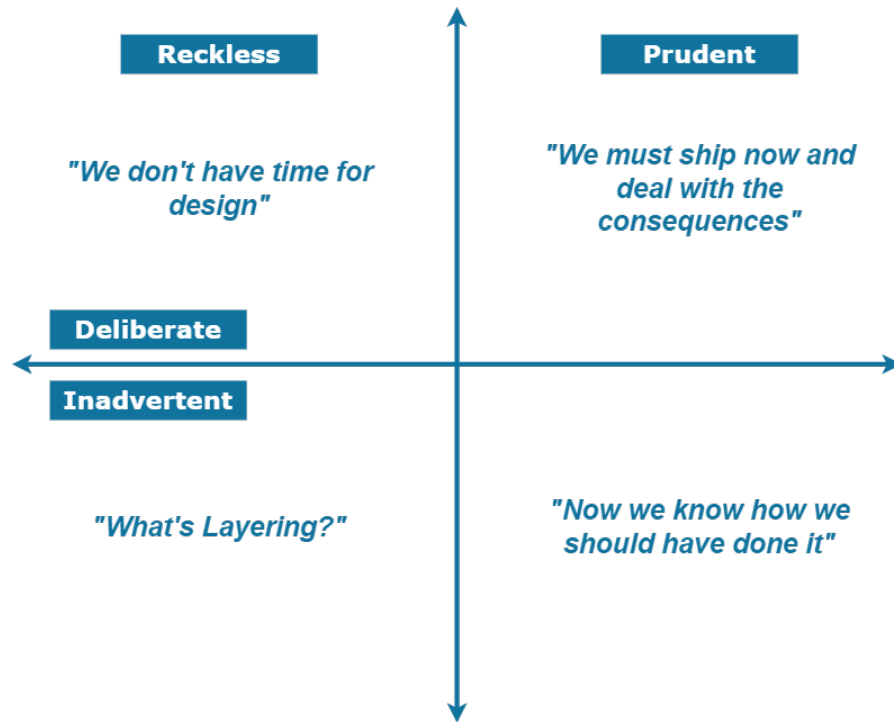 Reckless
Prudent
"We don't have time for
design"
"We must ship now and
deal with the
consequences"
Deliberate
Inadvertent
"What's Layering?"
"Now we know how we
should have done it"